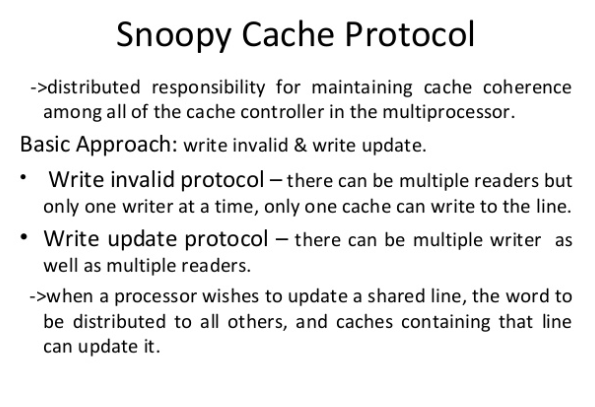 Snoopy Cache Protocol
->distributed responsibility for maintaining cache coherence
among all of the cache controller in the multiprocessor.
Basic Approach: write invalid & write update.
• Write invalid protocol – there can be multiple readers but
only one writer at a time, only one cache can write to the line.
• Write update protocol – there can be multiple writer as
well as multiple readers.
->when a processor wishes to update a shared line, the word to
be distributed to all others, and caches containing that line
can update it.